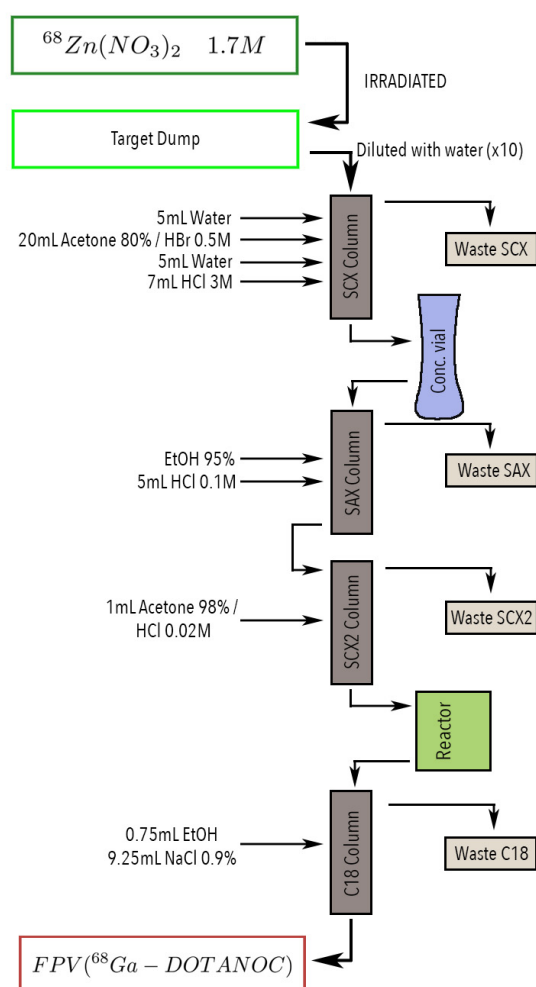 ⁶⁸Zn(NO₃)₂ 1.7M
IRRADIATED
Target Dump
Diluted with water (x10)
5mL Water
20mL Acetone 80% / HBr 0.5M
5mL Water
7mL HCl 3M
SCX Column
Waste SCX
Conc. vial
EtOH 95%
5mL HCl 0.1M
SAX Column
Waste SAX
1mL Acetone 98% /
HCl 0.02M
SCX2 Column
Waste SCX2
Reactor
0.75mL EtOH
9.25mL NaCl 0.9%
C18 Column
Waste C18
FPV(⁶⁸Ga − DOTANOC)